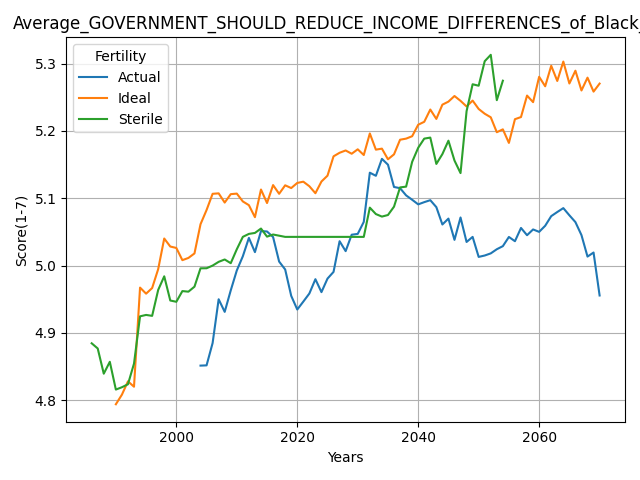 Average_GOVERNMENT_SHOULD_REDUCE_INCOME_DIFFERENCES_of_Black_
Fertility
Actual
Ideal
Sterile
Score(1-7)
5.3
5.2
5.1
5.0
4.9
4.8
2000
2020
2040
2060
Years